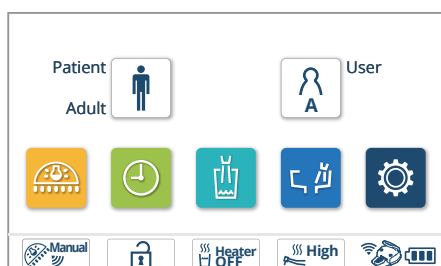 Patient
User
A
Adult
Manual
Heater
OFF
High